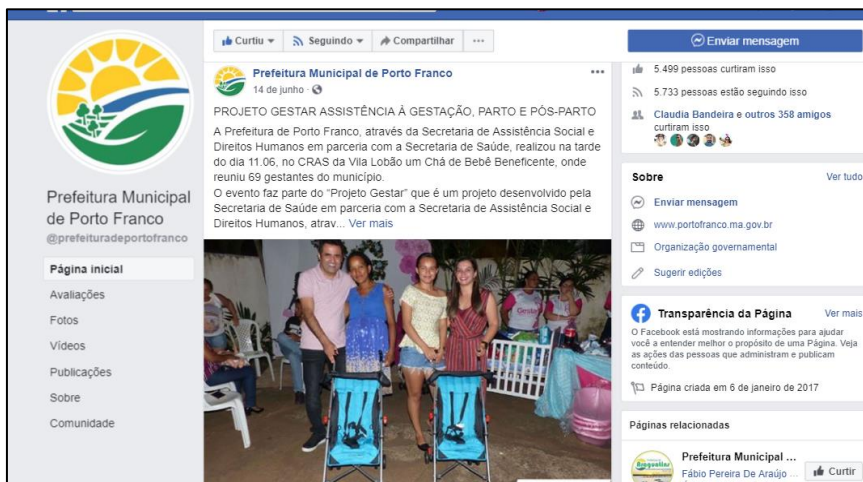 Prefeitura Municipal
de Porto Franco
@prefeituradeportofranco
Página inicial
Avaliações
Fotos
Vídeos
Publicações
Sobre
Comunidade
Curtiu
Seguindo
Compartilhar
Prefeitura Municipal de Porto Franco
14 de junho
PROJETO GESTAR ASSISTÊNCIA À GESTAÇÃO, PARTO E PÓS-PARTO
A Prefeitura de Porto Franco, através da Secretaria de Assistência Social e
Direitos Humanos em parceria com a Secretaria de Saúde, realizou na tarde
do dia 11.06, no CRAS da Vila Lobão um Chá de Bebê Beneficente, onde
reuniu 69 gestantes do município.
O evento faz parte do "Projeto Gestar" que é um projeto desenvolvido pela
Secretaria de Saúde em parceria com a Secretaria de Assistência Social e
Direitos Humanos, atrav... Ver mais
Enviar mensagem
5.499 pessoas curtiram isso
5.733 pessoas estão seguindo isso
Claudia Bandeira e outros 358 amigos
curtiram isso
Sobre Ver tudo
Enviar mensagem
www.portofranco.ma.gov.br
Organização governamental
Sugerir edições
Transparência da Página Ver mais
O Facebook está mostrando informações para ajudar
você a entender melhor o propósito de uma Página. Veja
as ações das pessoas que administram e publicam
conteúdo.
Página criada em 6 de janeiro de 2017
Páginas relacionadas
Prefeitura Municipal ...
Fábio Pereira De Araújo ...
Curtir